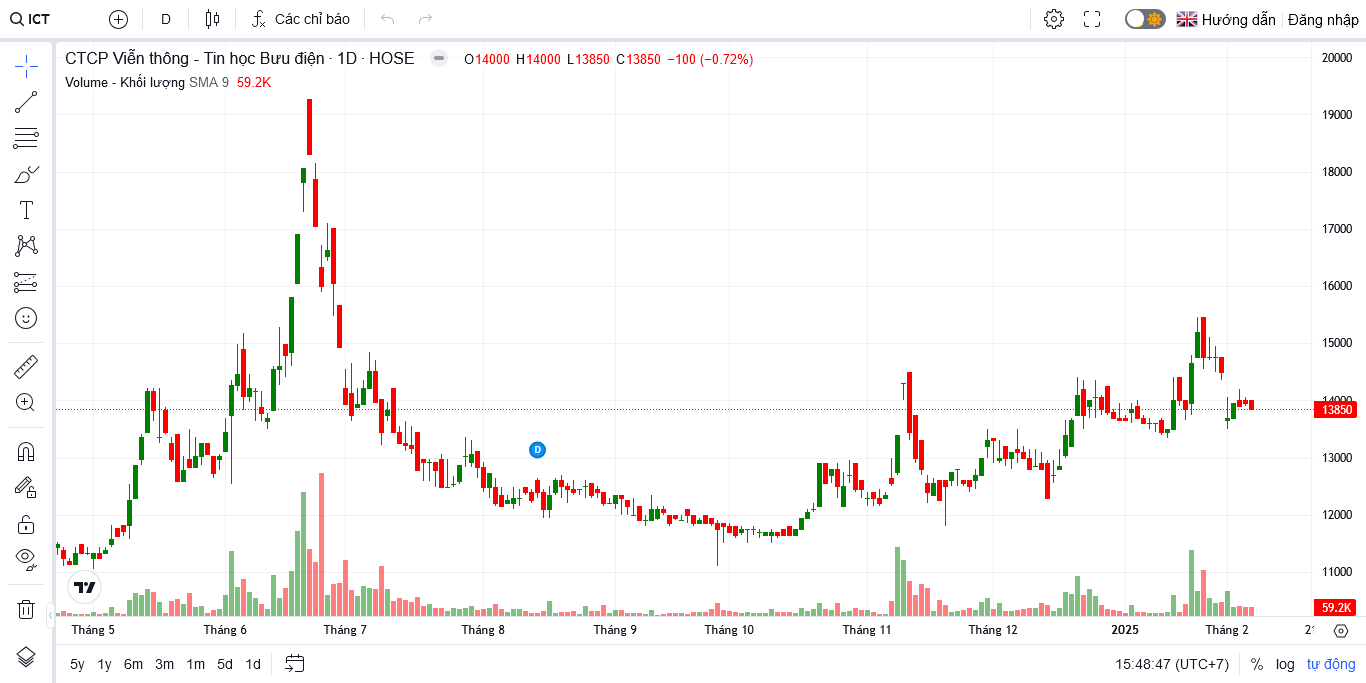 ICT D Các chỉ báo Hướng dẫn Đăng nhập
CTCP Viễn thông - Tin học Bưu điện · 1D · HOSE O14000 H14000 L13850 C13850 −100 (−0.72%)
Volume - Khối lượng SMA 9 59.2K
20000
19000
18000
17000
16000
15000
14000
13850
13000
12000
11000
59.2K
D
Tháng 5 Tháng 6 Tháng 7 Tháng 8 Tháng 9 Tháng 10 Tháng 11 Tháng 12 2025 Tháng 2
5y 1y 6m 3m 1m 5d 1d 15:48:47 (UTC+7) % log tự động